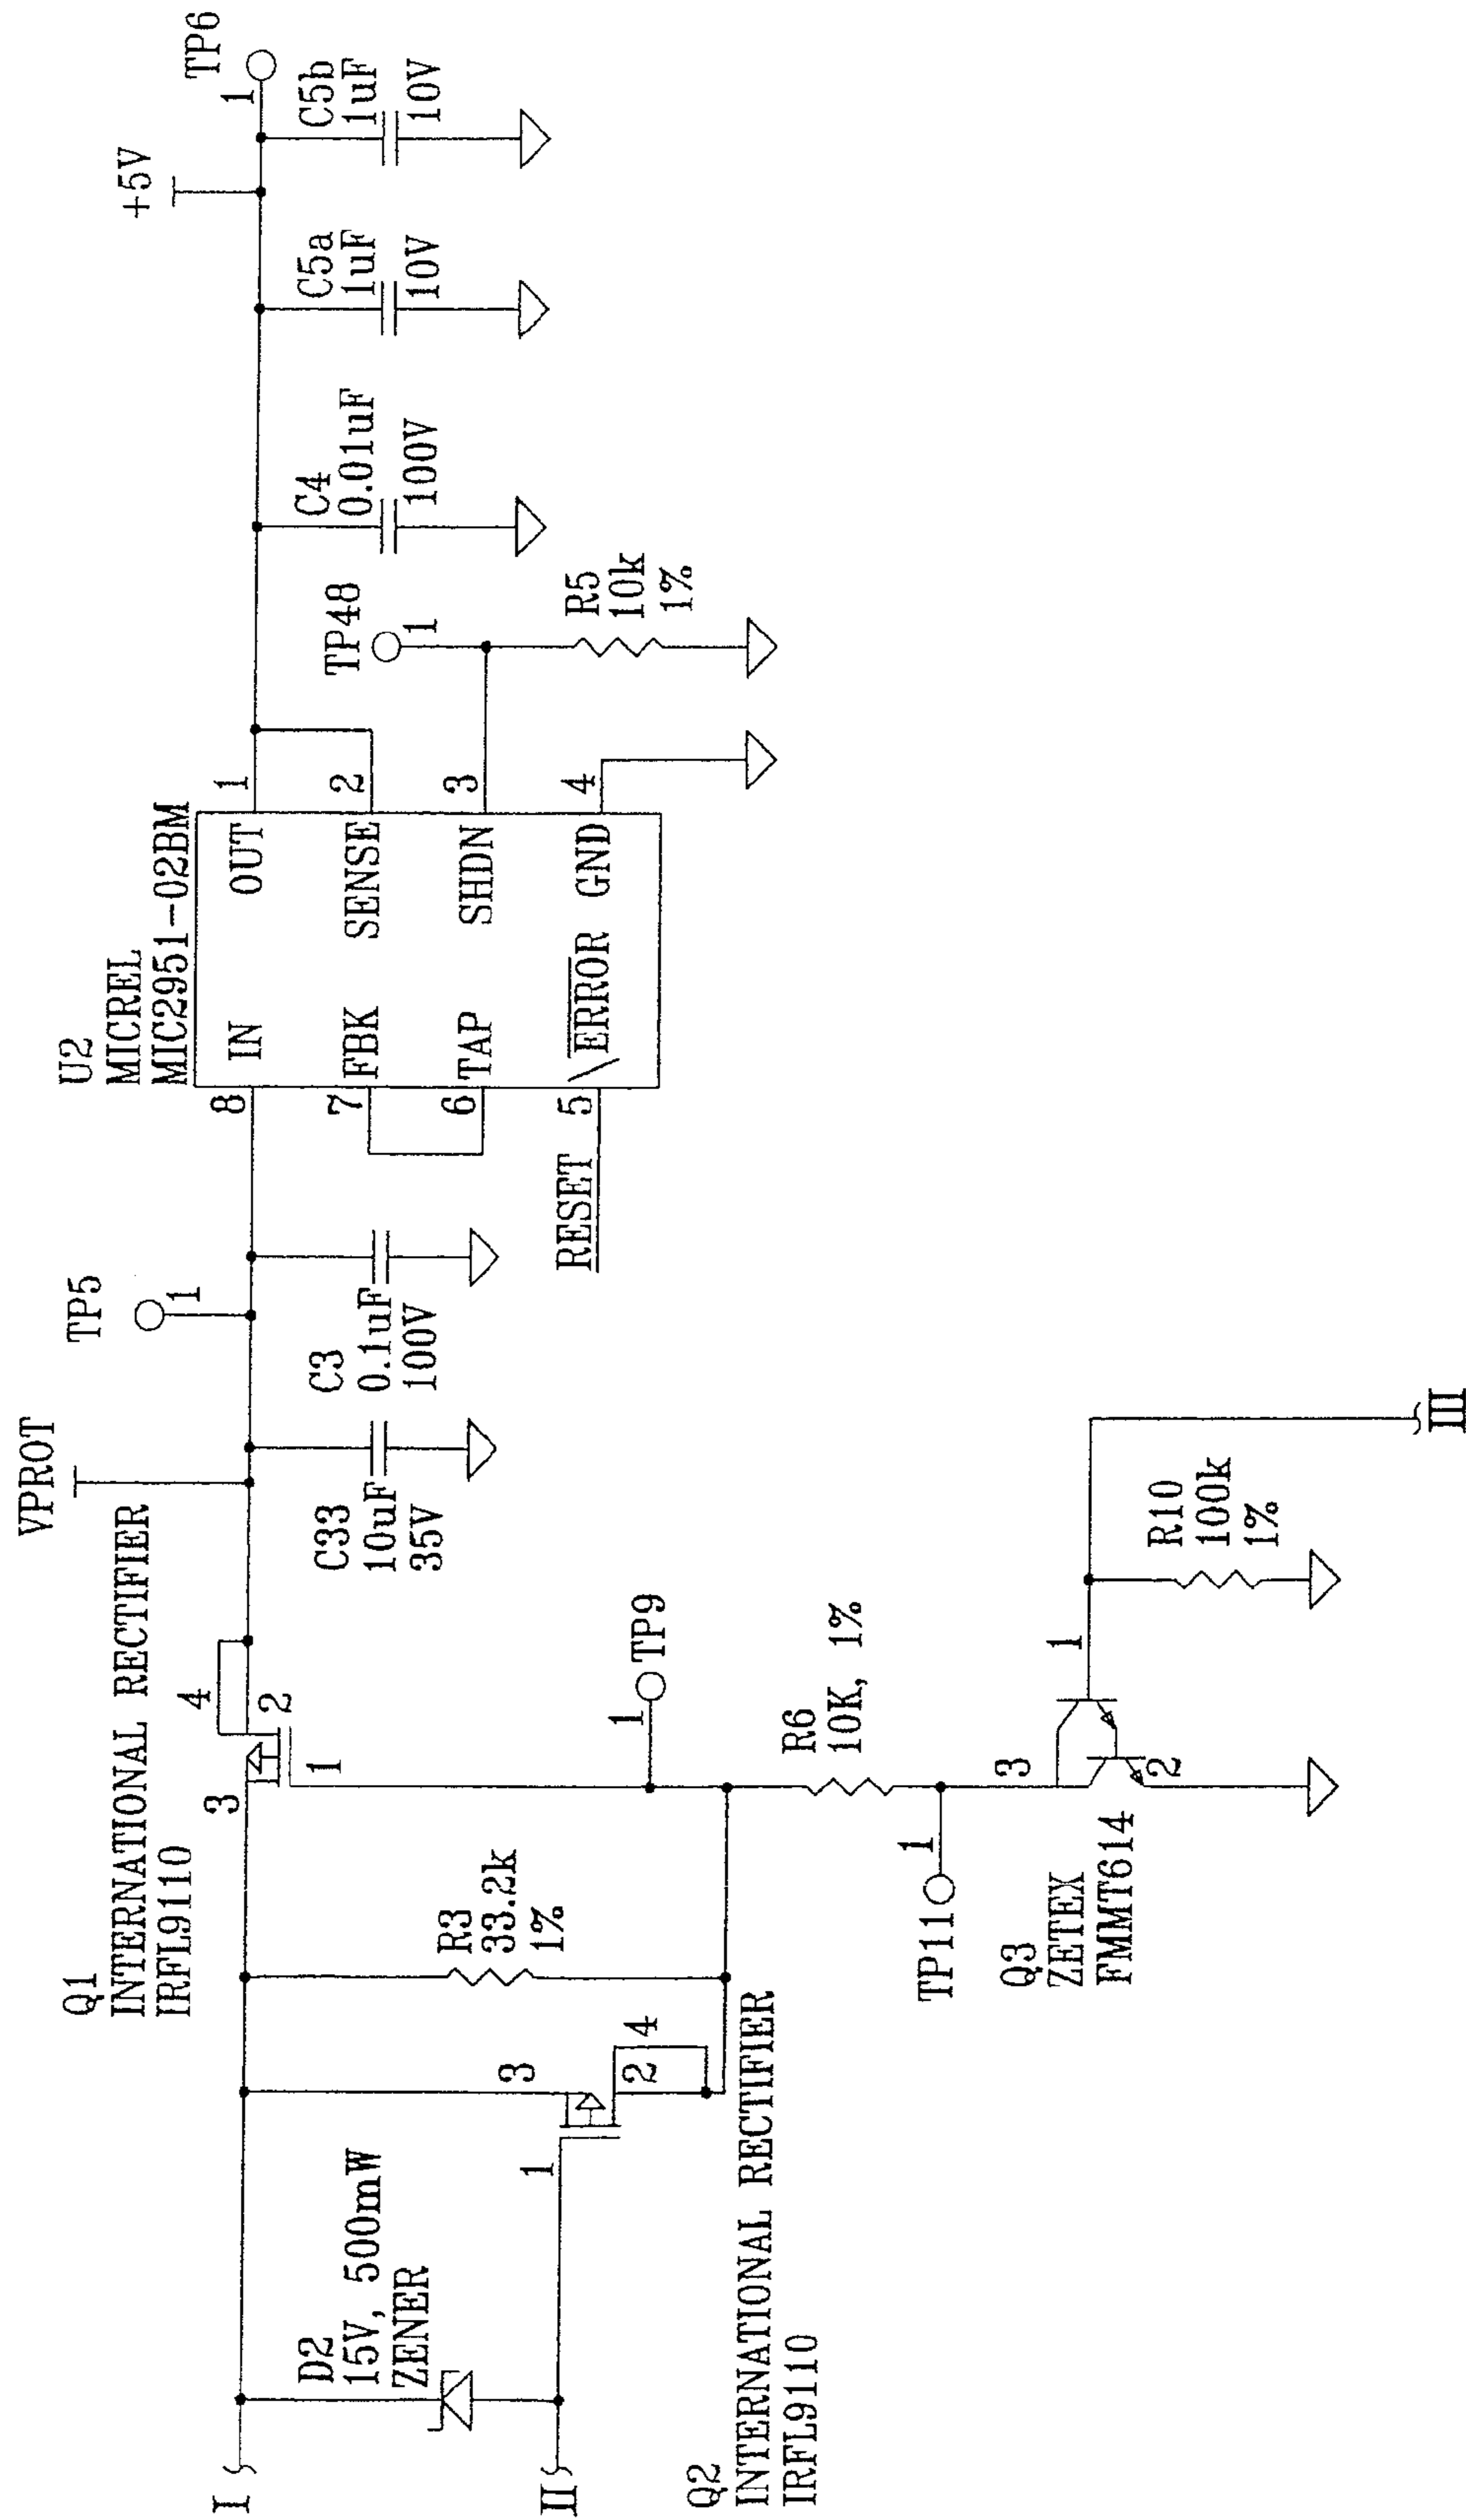 I
II
D2
15V, 500mW
ZENER
Q2
INTERNATIONAL RECTIFIER
IRFL9110
1
3
2
4
R3
33.2k
1%
Q1
INTERNATIONAL RECTIFIER
IRFL9110
3
4
2
1
1
TP9
R6
10K, 1%
TP11
1
Q3
ZETEX
FMMT614
3
2
1
R10
100k
1%
III
VPROT
C33
10uF
35V
TP5
1
C3
0.1uF
100V
U2
MICREL
MIC2951-02BM
8
IN
OUT
1
7
FBK
SENSE
2
6
TAP
SHDN
3
RESET
5
\ERROR
GND
4
TP48
1
R5
10k
1%
C4
0.01uF
100V
C5a
1uF
10V
+5V
C5b
1uF
10V
1
TP6